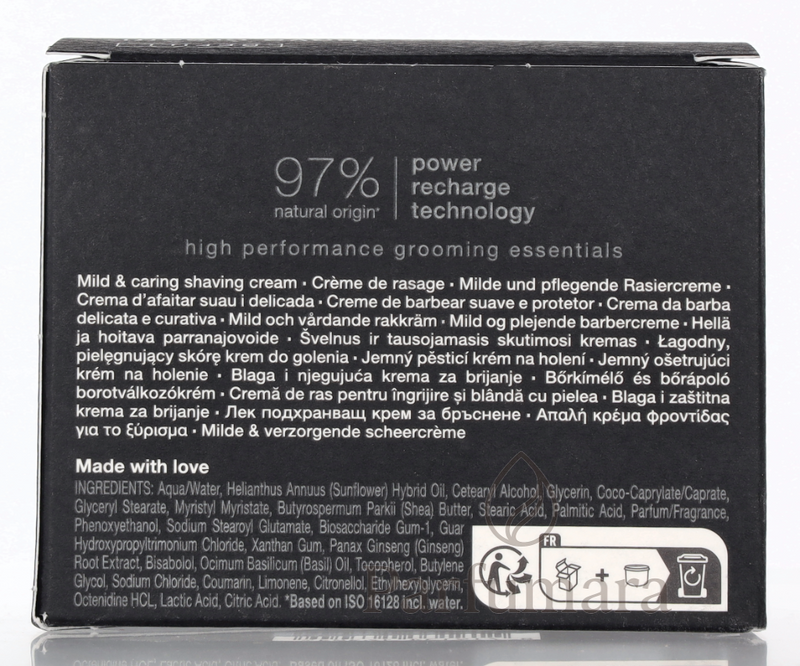 97%
natural origin*
power
recharge
technology
high performance grooming essentials
Mild & caring shaving cream · Crème de rasage · Milde und pflegende Rasiercreme ·
Crema d'afaitar suau i delicada · Creme de barbear suave e protetor · Crema da barba
delicata e curativa · Mild och vårdande rakkräm · Mild og plejende barbercreme · Hellä
ja hoitava parranajovoide · Švelnus ir tausojamasis skutimosi kremas · Łagodny,
pielęgnujący skórę krem do golenia · Jemný pěsticí krém na holení · Jemný ošetrujúci
krém na holenie · Blaga i njegujuća krema za brijanje · Bőrkímélő és bőrápoló
borotválkozókrém · Cremă de ras pentru îngrijire și blândă cu pielea · Blaga i zaštitna
krema za brijanje · Лек подхранващ крем за бръснене · Απαλή κρέμα φροντίδας
για το ξύρισμα · Milde & verzorgende scheercrème
Made with love
INGREDIENTS: Aqua/Water, Helianthus Annuus (Sunflower) Hybrid Oil, Cetearyl Alcohol, Glycerin, Coco-Caprylate/Caprate,
Glyceryl Stearate, Myristyl Myristate, Butyrospermum Parkii (Shea) Butter, Stearic Acid, Palmitic Acid, Parfum/Fragrance,
Phenoxyethanol, Sodium Stearoyl Glutamate, Biosaccharide Gum-1, Guar
Hydroxypropyltrimonium Chloride, Xanthan Gum, Panax Ginseng (Ginseng)
Root Extract, Bisabolol, Ocimum Basilicum (Basil) Oil, Tocopherol, Butylene
Glycol, Sodium Chloride, Coumarin, Limonene, Citronellol, Ethylhexylglycerin,
Octenidine HCL, Lactic Acid, Citric Acid. *Based on ISO 16128 incl. water.
FR
+
Parfumara